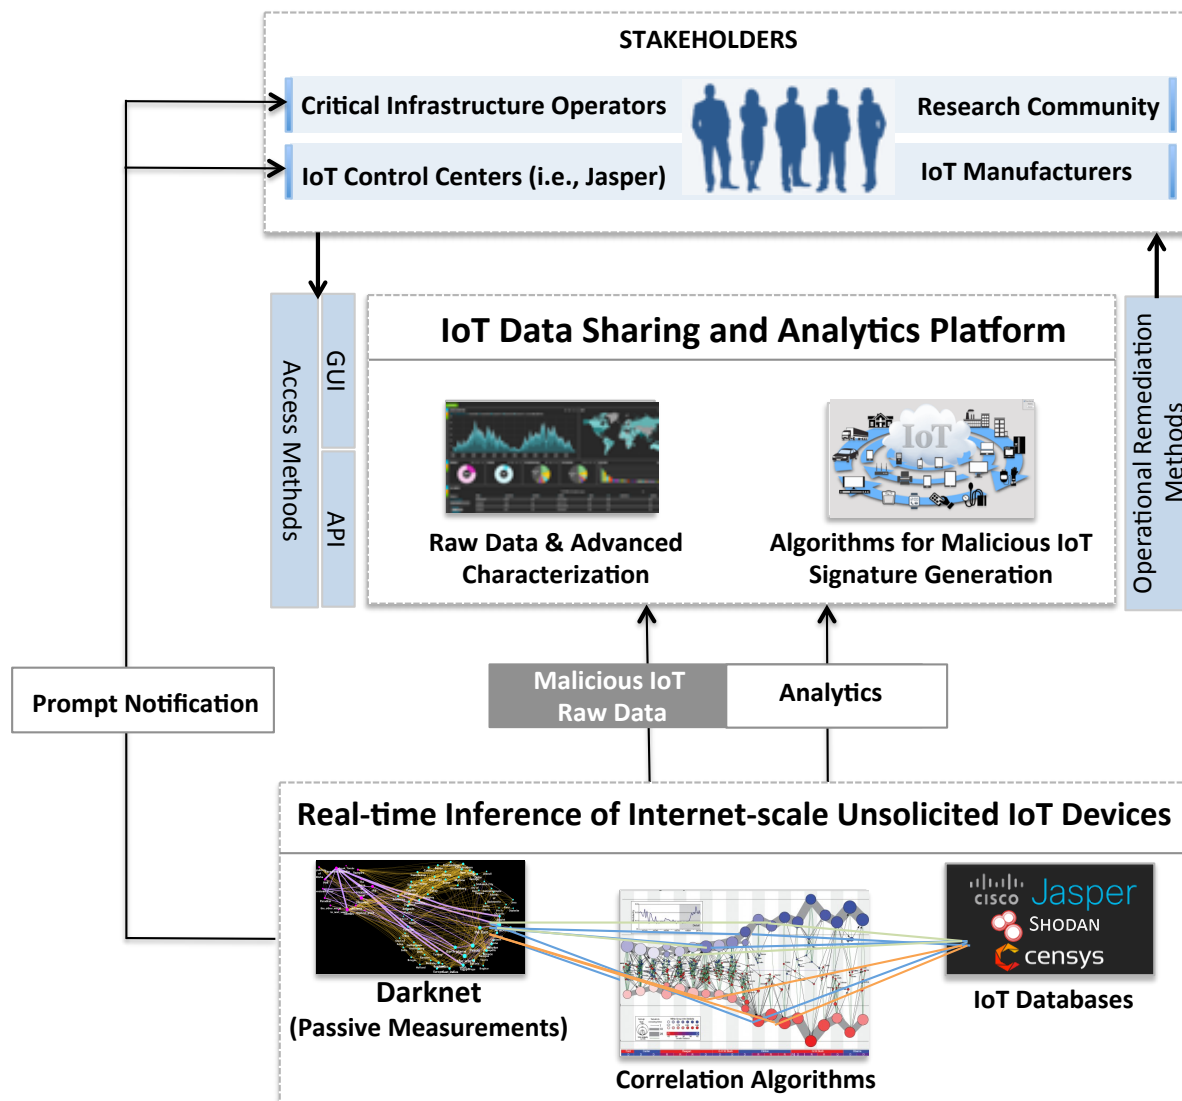 STAKEHOLDERS
Critical Infrastructure Operators
Research Community
IoT Control Centers (i.e., Jasper)
IoT Manufacturers
Access Methods
GUI
API
IoT Data Sharing and Analytics Platform
IoT
Raw Data & Advanced
Characterization
Algorithms for Malicious IoT
Signature Generation
Operational Remediation
Methods
Prompt Notification
Malicious IoT
Raw Data
Analytics
Real-time Inference of Internet-scale Unsolicited IoT Devices
CISCO Jasper
SHODAN
censys
Darknet
(Passive Measurements)
IoT Databases
Correlation Algorithms